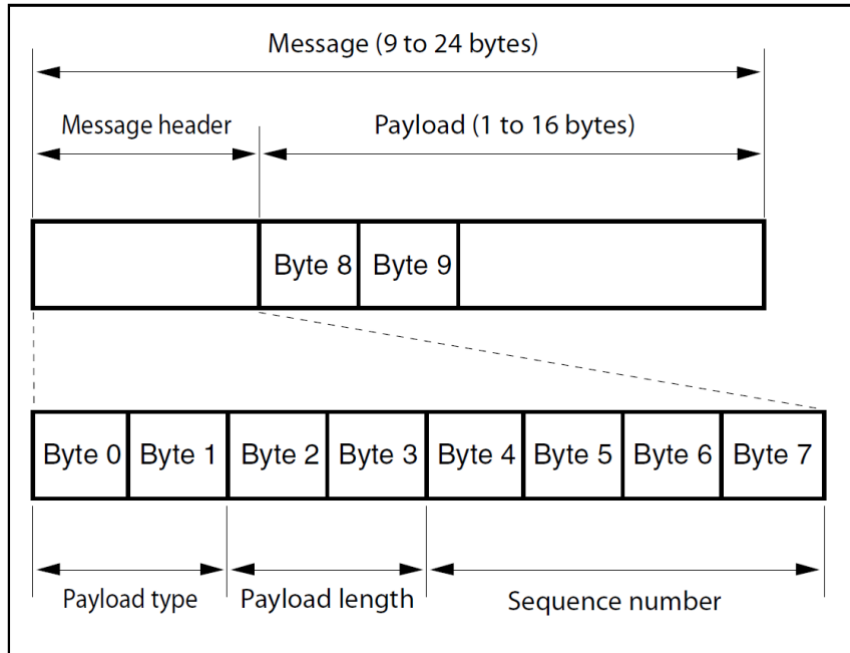 Message (9 to 24 bytes)
Message header Payload (1 to 16 bytes)
Byte 8 Byte 9
Byte 0 Byte 1 Byte 2 Byte 3 Byte 4 Byte 5 Byte 6 Byte 7
Payload type Payload length Sequence number